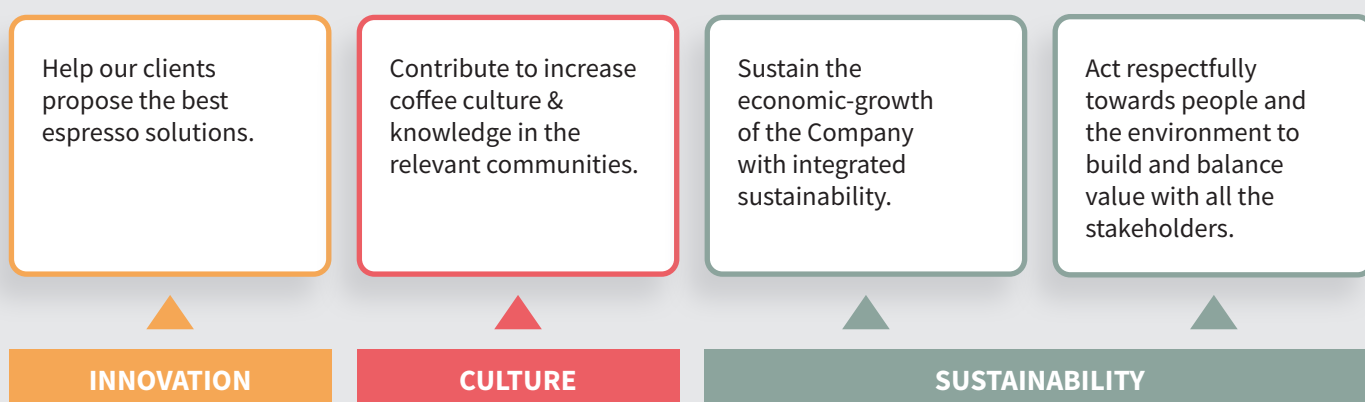 Help our clients
propose the best
espresso solutions.
Contribute to increase
coffee culture &
knowledge in the
relevant communities.
Sustain the
economic-growth
of the Company
with integrated
sustainability.
Act respectfully
towards people and
the environment to
build and balance
value with all the
stakeholders.
INNOVATION
CULTURE
SUSTAINABILITY